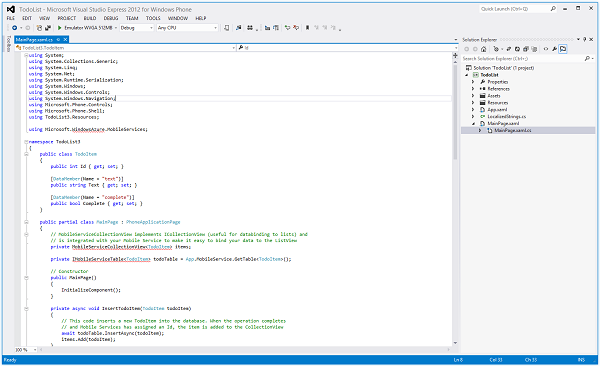 TodoList - Microsoft Visual Studio Express 2012 for Windows Phone
Quick Launch (Ctrl+Q)
FILE EDIT VIEW PROJECT BUILD DEBUG TEAM TOOLS TEST WINDOW HELP
Emulator WVGA 512MB Debug Any CPU
Toolbox
MainPage.xaml.cs
TodoList3.TodoItem
Id
using System;
using System.Collections.Generic;
using System.Linq;
using System.Net;
using System.Runtime.Serialization;
using System.Windows;
using System.Windows.Controls;
using System.Windows.Navigation;
using Microsoft.Phone.Controls;
using Microsoft.Phone.Shell;
using TodoList3.Resources;
using Microsoft.WindowsAzure.MobileServices;
namespace TodoList3
{
public class TodoItem
{
public int Id { get; set; }
[DataMember(Name = "text")]
public string Text { get; set; }
[DataMember(Name = "complete")]
public bool Complete { get; set; }
}
public partial class MainPage : PhoneApplicationPage
{
// MobileServiceCollectionView implements ICollectionView (useful for databinding to lists) and
// is integrated with your Mobile Service to make it easy to bind your data to the ListView
private MobileServiceCollectionView<TodoItem> items;
private IMobileServiceTable<TodoItem> todoTable = App.MobileService.GetTable<TodoItem>();
// Constructor
public MainPage()
{
InitializeComponent();
}
private async void InsertTodoItem(TodoItem todoItem)
{
// This code inserts a new TodoItem into the database. When the operation completes
// and Mobile Services has assigned an Id, the item is added to the CollectionView
await todoTable.InsertAsync(todoItem);
items.Add(todoItem);
100 %
Solution Explorer
Search Solution Explorer (Ctrl+;)
Solution 'TodoList' (1 project)
TodoList
Properties
References
Assets
Resources
App.xaml
LocalizedStrings.cs
MainPage.xaml
MainPage.xaml.cs
Ready
Ln 8
Col 33
Ch 33
INS